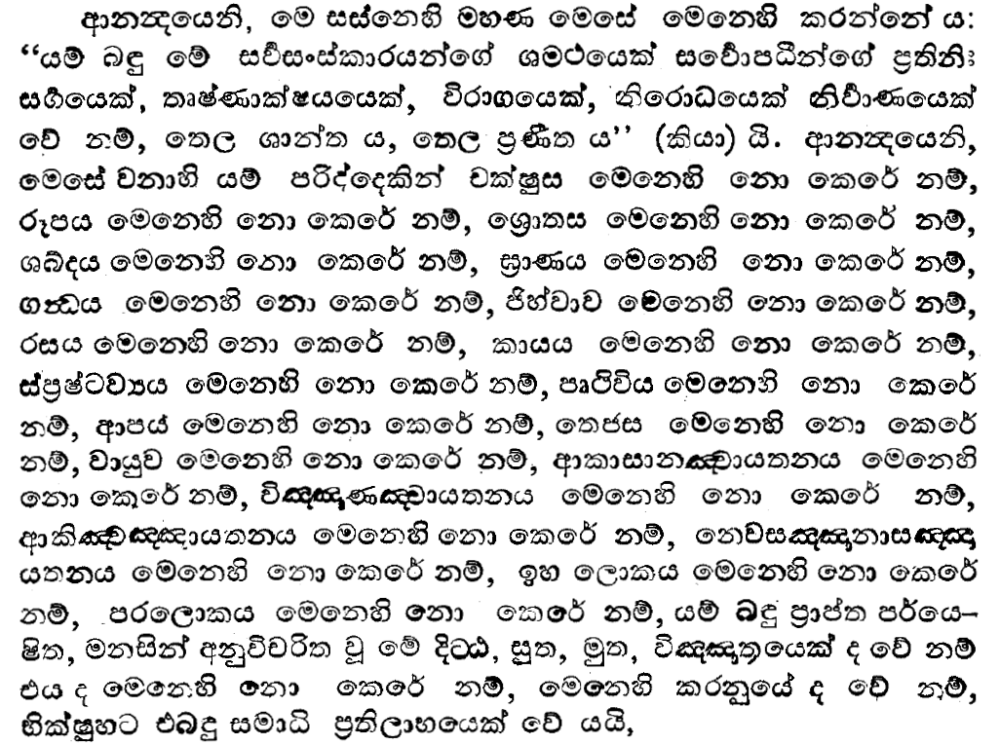 ආනන්‍දයෙනි, මෙ සස්නෙහි මහණ මෙසේ මෙනෙහි කරන්නේ ය:
“යම් බඳු මේ සර්‍වසංස්කාරයන්ගේ ශමථයෙක් සර්‍වොපධීන්ගේ ප්‍රතිනිඃ
සර්‍ගයෙක්, තෘෂ්ණාක්ෂයයෙක්, විරාගයෙක්, නිරොධයෙක් නිර්‍වාණයෙක්
වේ නම්, තෙල ශාන්ත ය, තෙල ප්‍රණීත ය’’ (කියා) යි. ආනන්‍දයෙනි,
මෙසේ වනාහි යම් පරිද්දෙකින් චක්ෂුස මෙනෙහි නො කෙරේ නම්,
රූපය මෙනෙහි නො කෙරේ නම්, ශ්‍රොතස මෙනෙහි නො කෙරේ නම්,
ශබ්දය මෙනෙහි නො කෙරේ නම්, ඝ්‍රාණය මෙනෙහි නො කෙරේ නම්,
ගන්‍ධය මෙනෙහි නො කෙරේ නම්, ජිහ්වාව මෙනෙහි නො කෙරේ නම්,
රසය මෙනෙහි නො කෙරේ නම්, කායය මෙනෙහි නො කෙරේ නම්,
ස්ප්‍රෂ්ටව්‍යය මෙනෙහි නො කෙරේ නම්, පෘථිවිය මෙනෙහි නො කෙරේ
නම්, ආපය් මෙනෙහි නො කෙරේ නම්, තෙජස මෙනෙහි නො කෙරේ
නම්, වායුව මෙනෙහි නො කෙරේ නම්, ආකාසානඤ්චායතනය මෙනෙහි
නො කෙරේ නම්, විඤ්ඤාණඤ්චායතනය මෙනෙහි නො කෙරේ නම්,
ආකිඤ්චඤ්ඤායතනය මෙනෙහි නො කෙරේ නම්, නෙවසඤ්ඤානාසඤ්ඤා
යතනය මෙනෙහි නො කෙරේ නම්, ඉහ ලොකය මෙනෙහි නො කෙරේ
නම්, පරලොකය මෙනෙහි නො කෙරේ නම්, යම් බඳු ප්‍රාප්ත පර්‍ය්‍යෙ–
ෂිත, මනසින් අනුවිචරිත වූ මේ දිට්ඨ, සුත, මුත, විඤ්ඤාතයෙක් ද වේ නම්
එය ද මෙනෙහි නො කෙරේ නම්, මෙනෙහි කරනුයේ ද වේ නම්,
භික්ෂුහට එබඳු සමාධි ප්‍රතිලාභයෙක් වේ යයි,